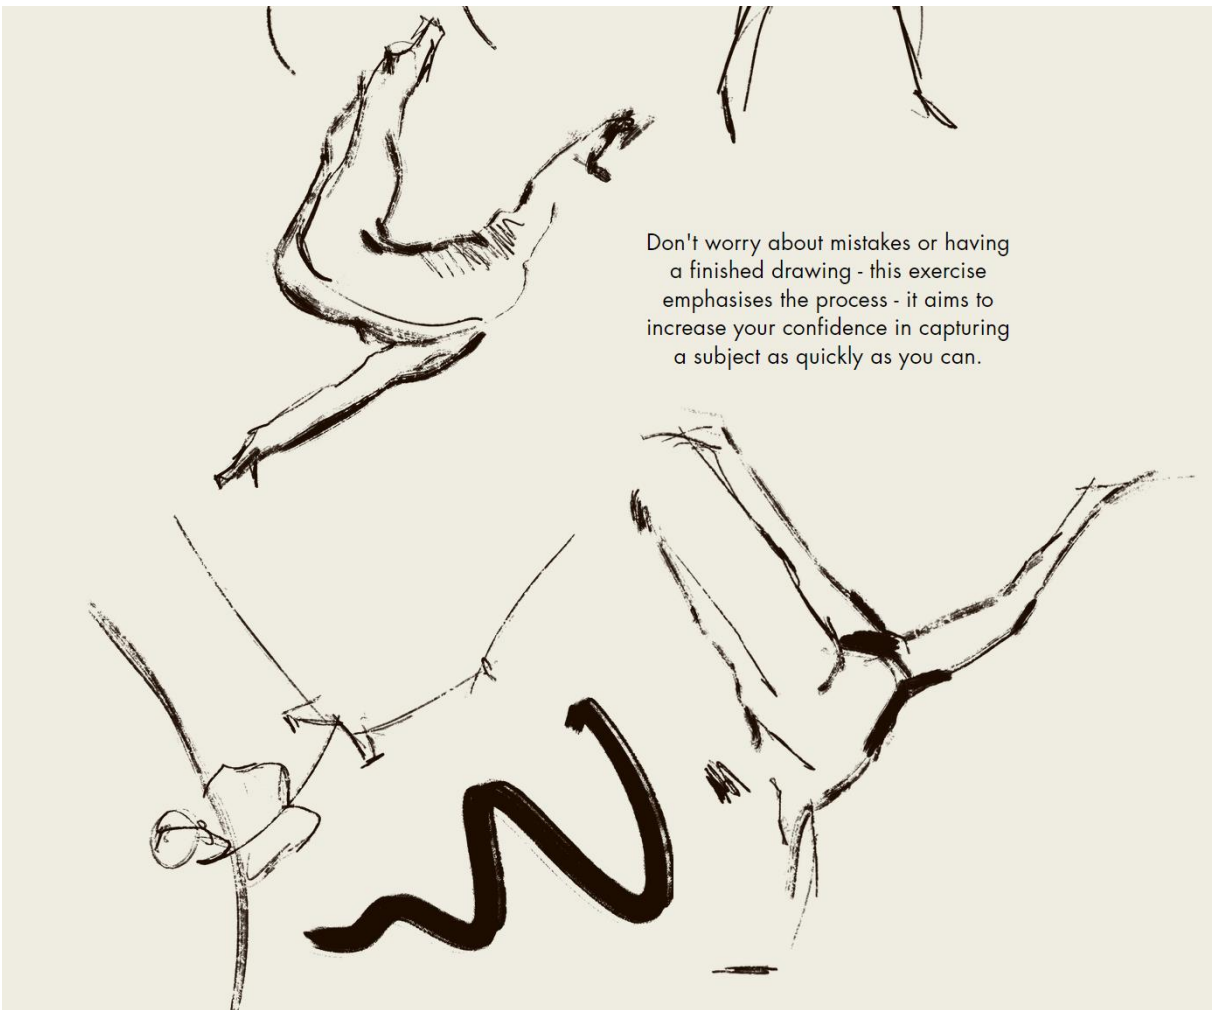 Don't worry about mistakes or having
a finished drawing - this exercise
emphasises the process - it aims to
increase your confidence in capturing
a subject as quickly as you can.